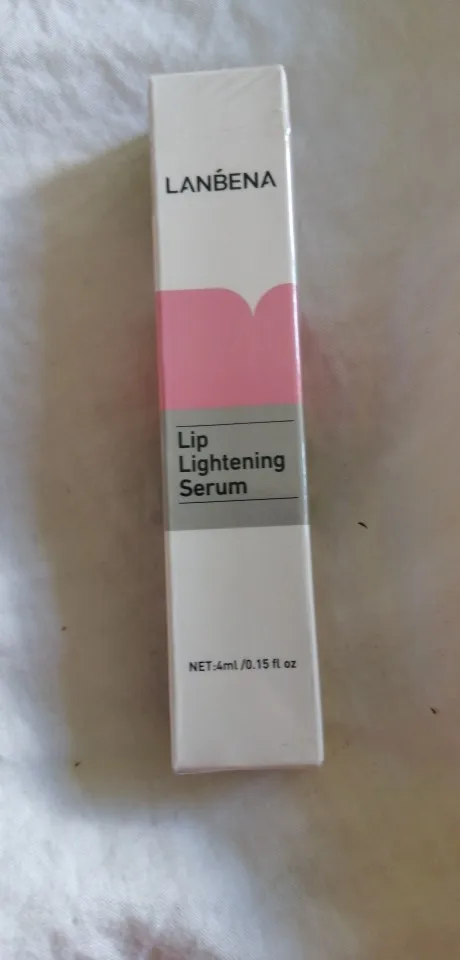 LANBENA
Lip
Lightening
Serum
NET:4ml /0.15 fl oz